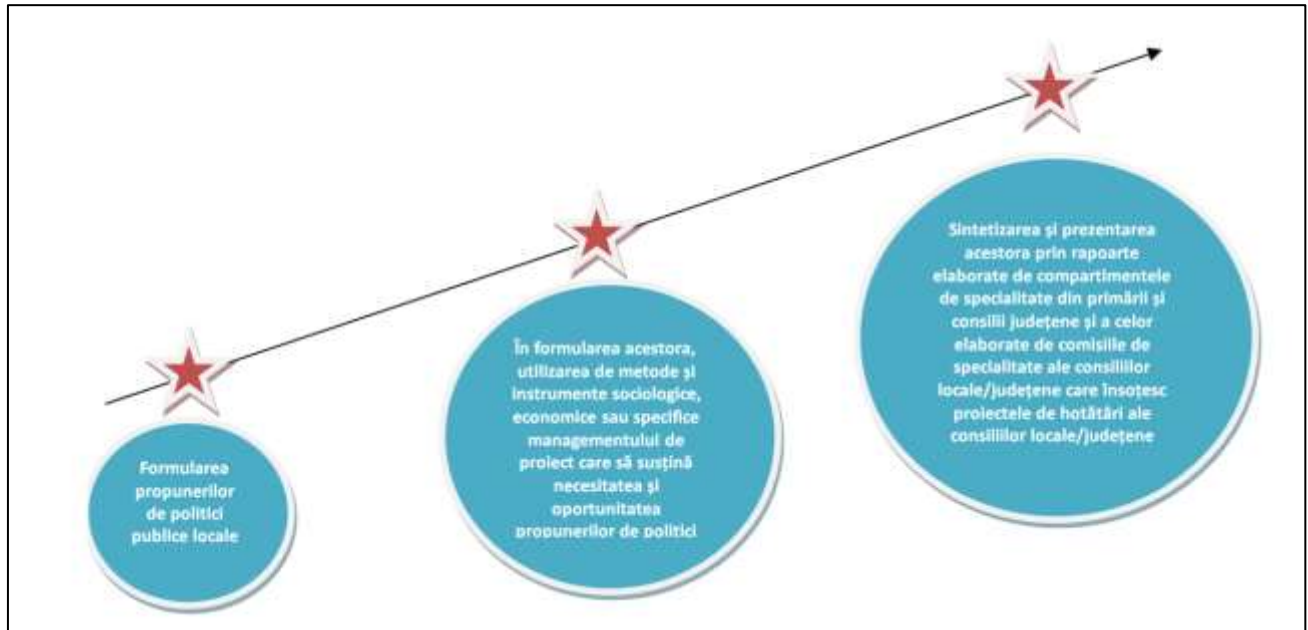 Formularea
propunerilor
de politici
publice locale
În formularea acestora,
utilizarea de metode și
instrumente sociologice,
economice sau specifice
managementului de
proiect care să susțină
necesitatea și
oportunitatea
propunerilor de politici
Sintetizarea și prezentarea
acestora prin rapoarte
elaborate de compartimentele
de specialitate din primării și
consilii județene și a celor
elaborate de comisiile de
specialitate ale consiliilor
locale/județene care însoțesc
proiectele de hotătări ale
consiliilor locale/județene